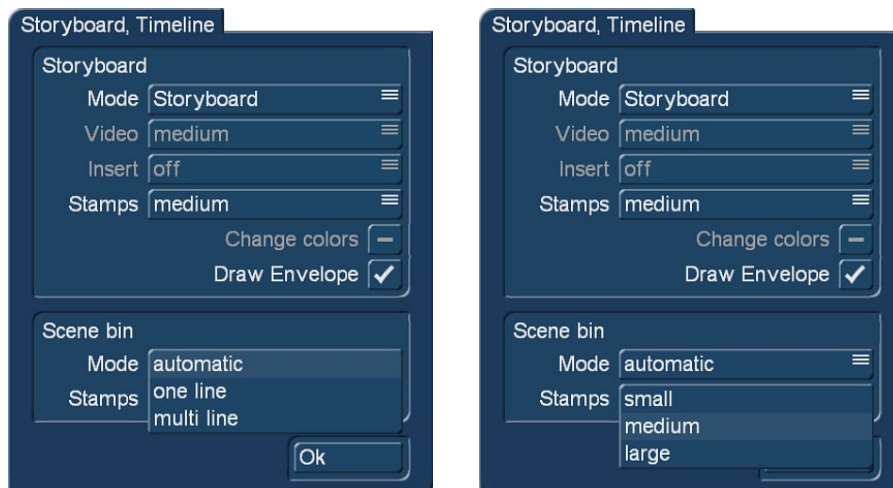 Storyboard, Timeline
Storyboard
Mode Storyboard
Video medium
Insert off
Stamps medium
Change colors
Draw Envelope
Scene bin
Mode automatic
Stamps one line
multi line
Ok
Storyboard, Timeline
Storyboard
Mode Storyboard
Video medium
Insert off
Stamps medium
Change colors
Draw Envelope
Scene bin
Mode automatic
Stamps small
medium
large